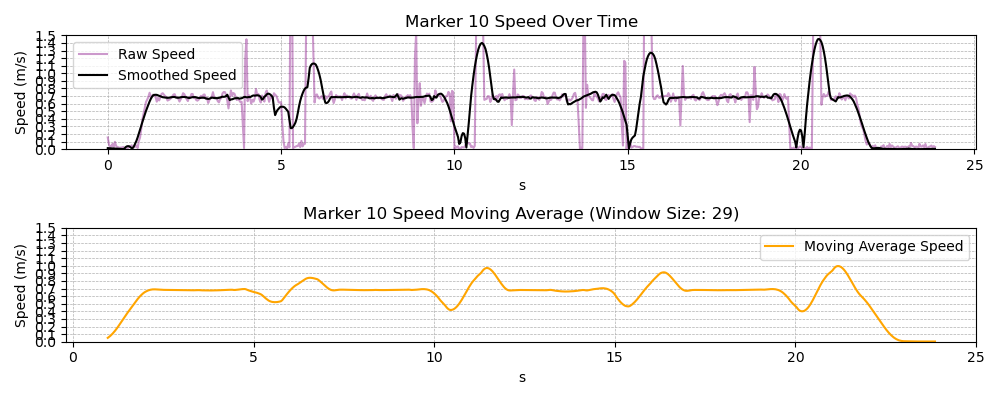 Marker 10 Speed Over Time
Speed (m/s)
1.5
1.4
1.3
1.2
1.1
1.0
0.9
0.8
0.7
0.6
0.5
0.4
0.3
0.2
0.1
0.0
Raw Speed
Smoothed Speed
0 5 10 15 20 25
s
Marker 10 Speed Moving Average (Window Size: 29)
Speed (m/s)
1.5
1.4
1.3
1.2
1.1
1.0
0.9
0.8
0.7
0.6
0.5
0.4
0.3
0.2
0.1
0.0
Moving Average Speed
0 5 10 15 20 25
s